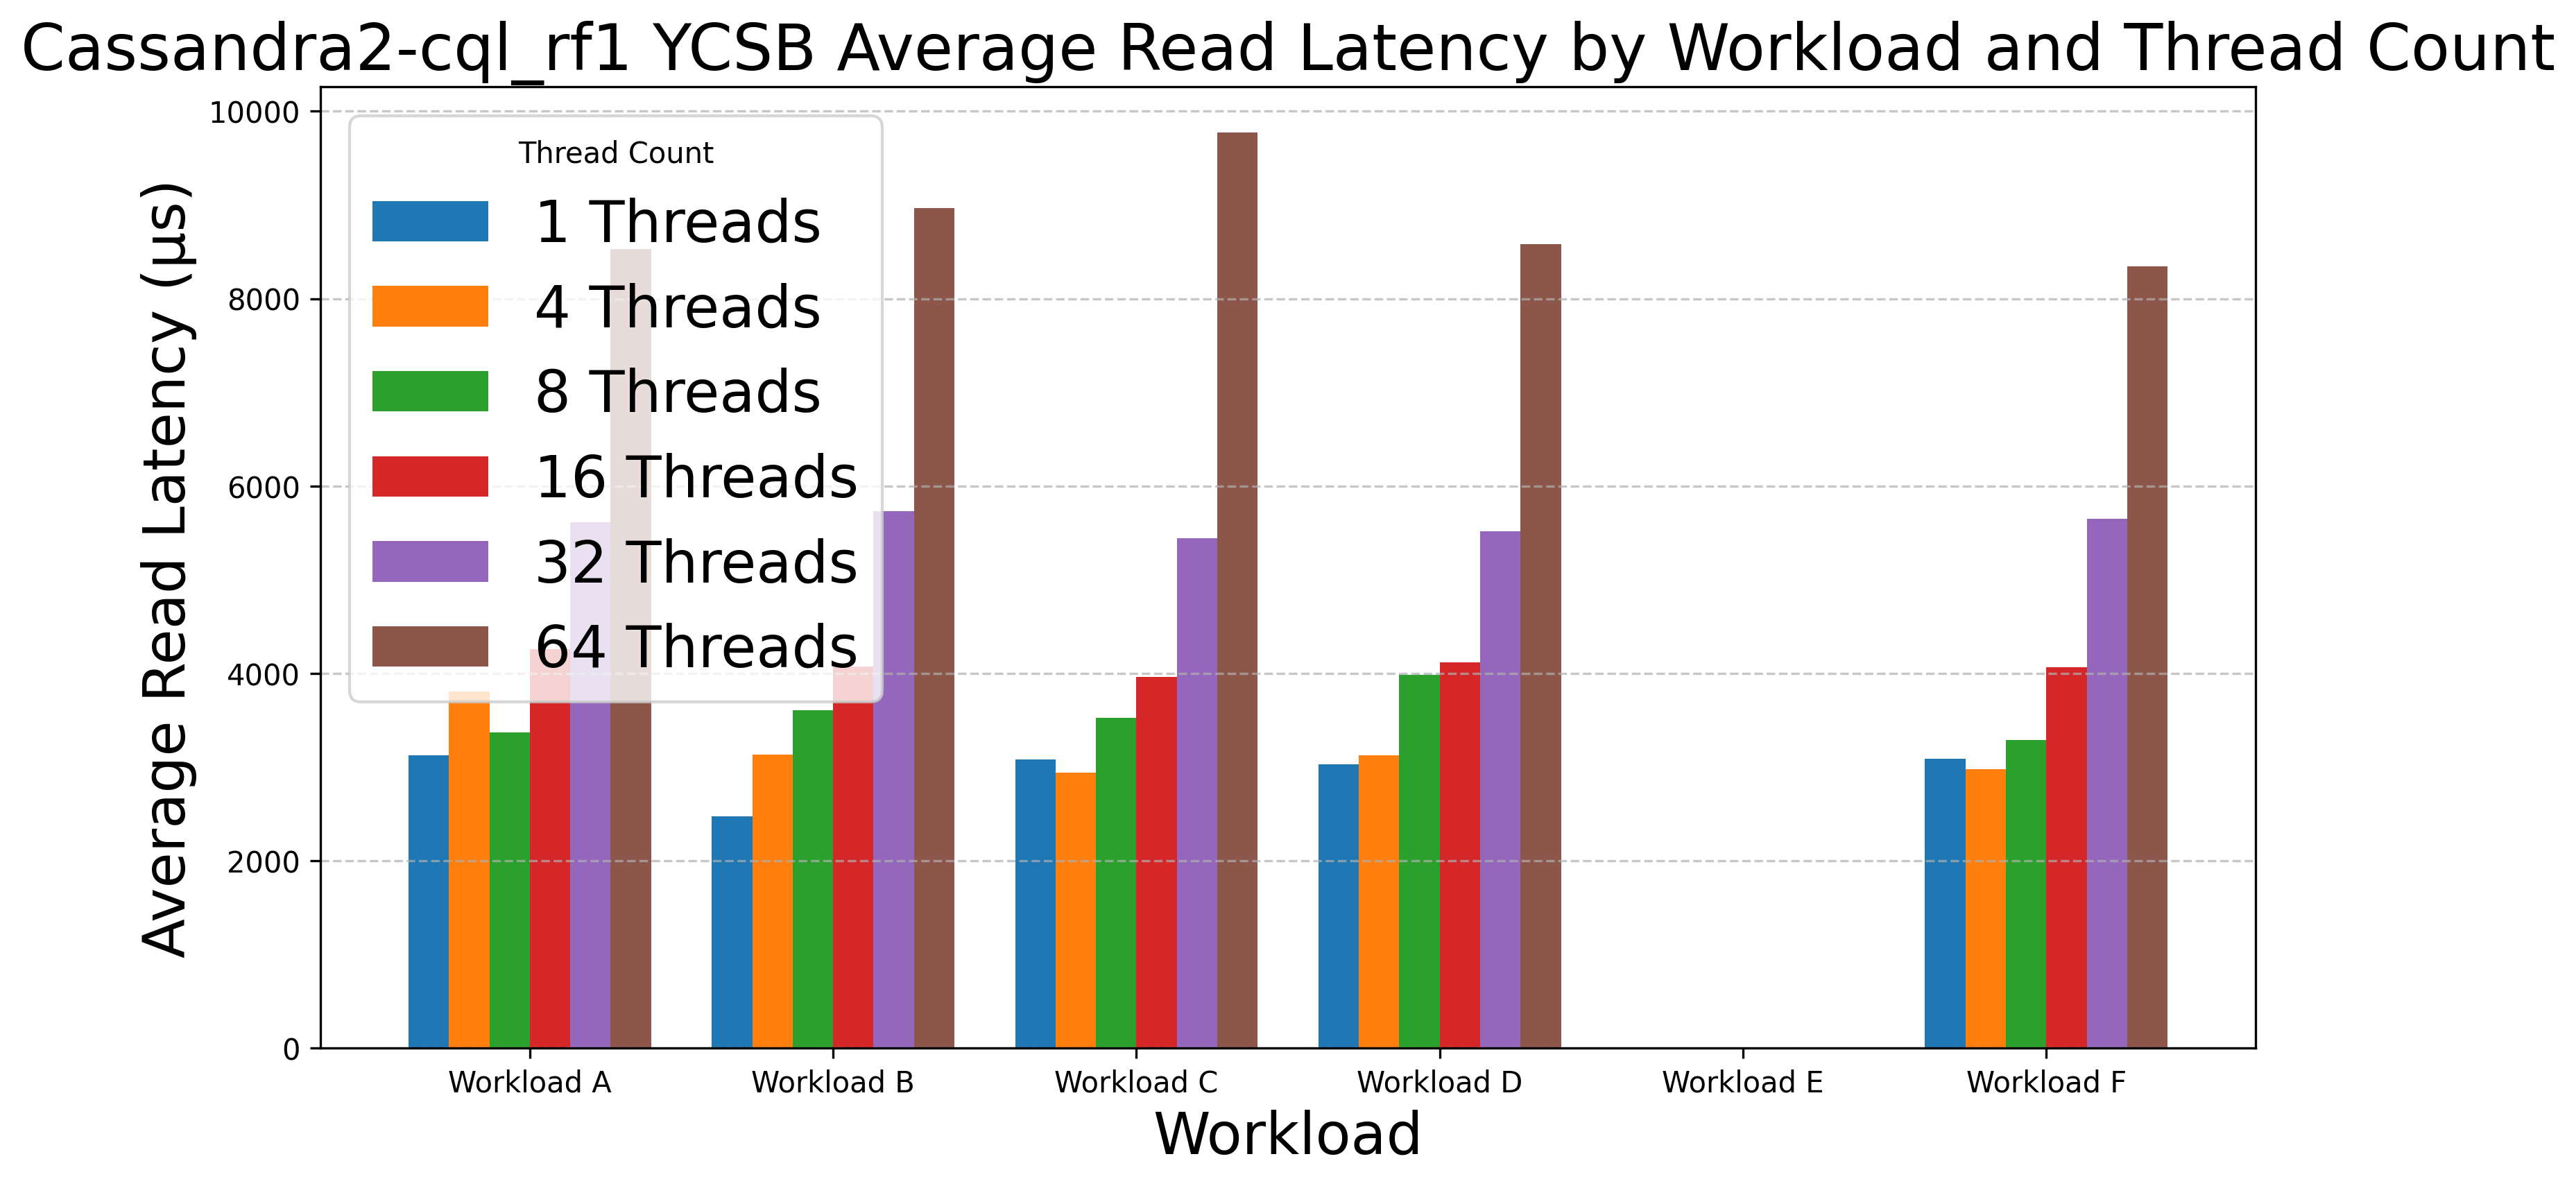 Cassandra2-cql_rf1 YCSB Average Read Latency by Workload and Thread Count
Average Read Latency (µs)
10000
8000
6000
4000
2000
0
Thread Count
1 Threads
4 Threads
8 Threads
16 Threads
32 Threads
64 Threads
Workload A
Workload B
Workload C
Workload D
Workload E
Workload F
Workload